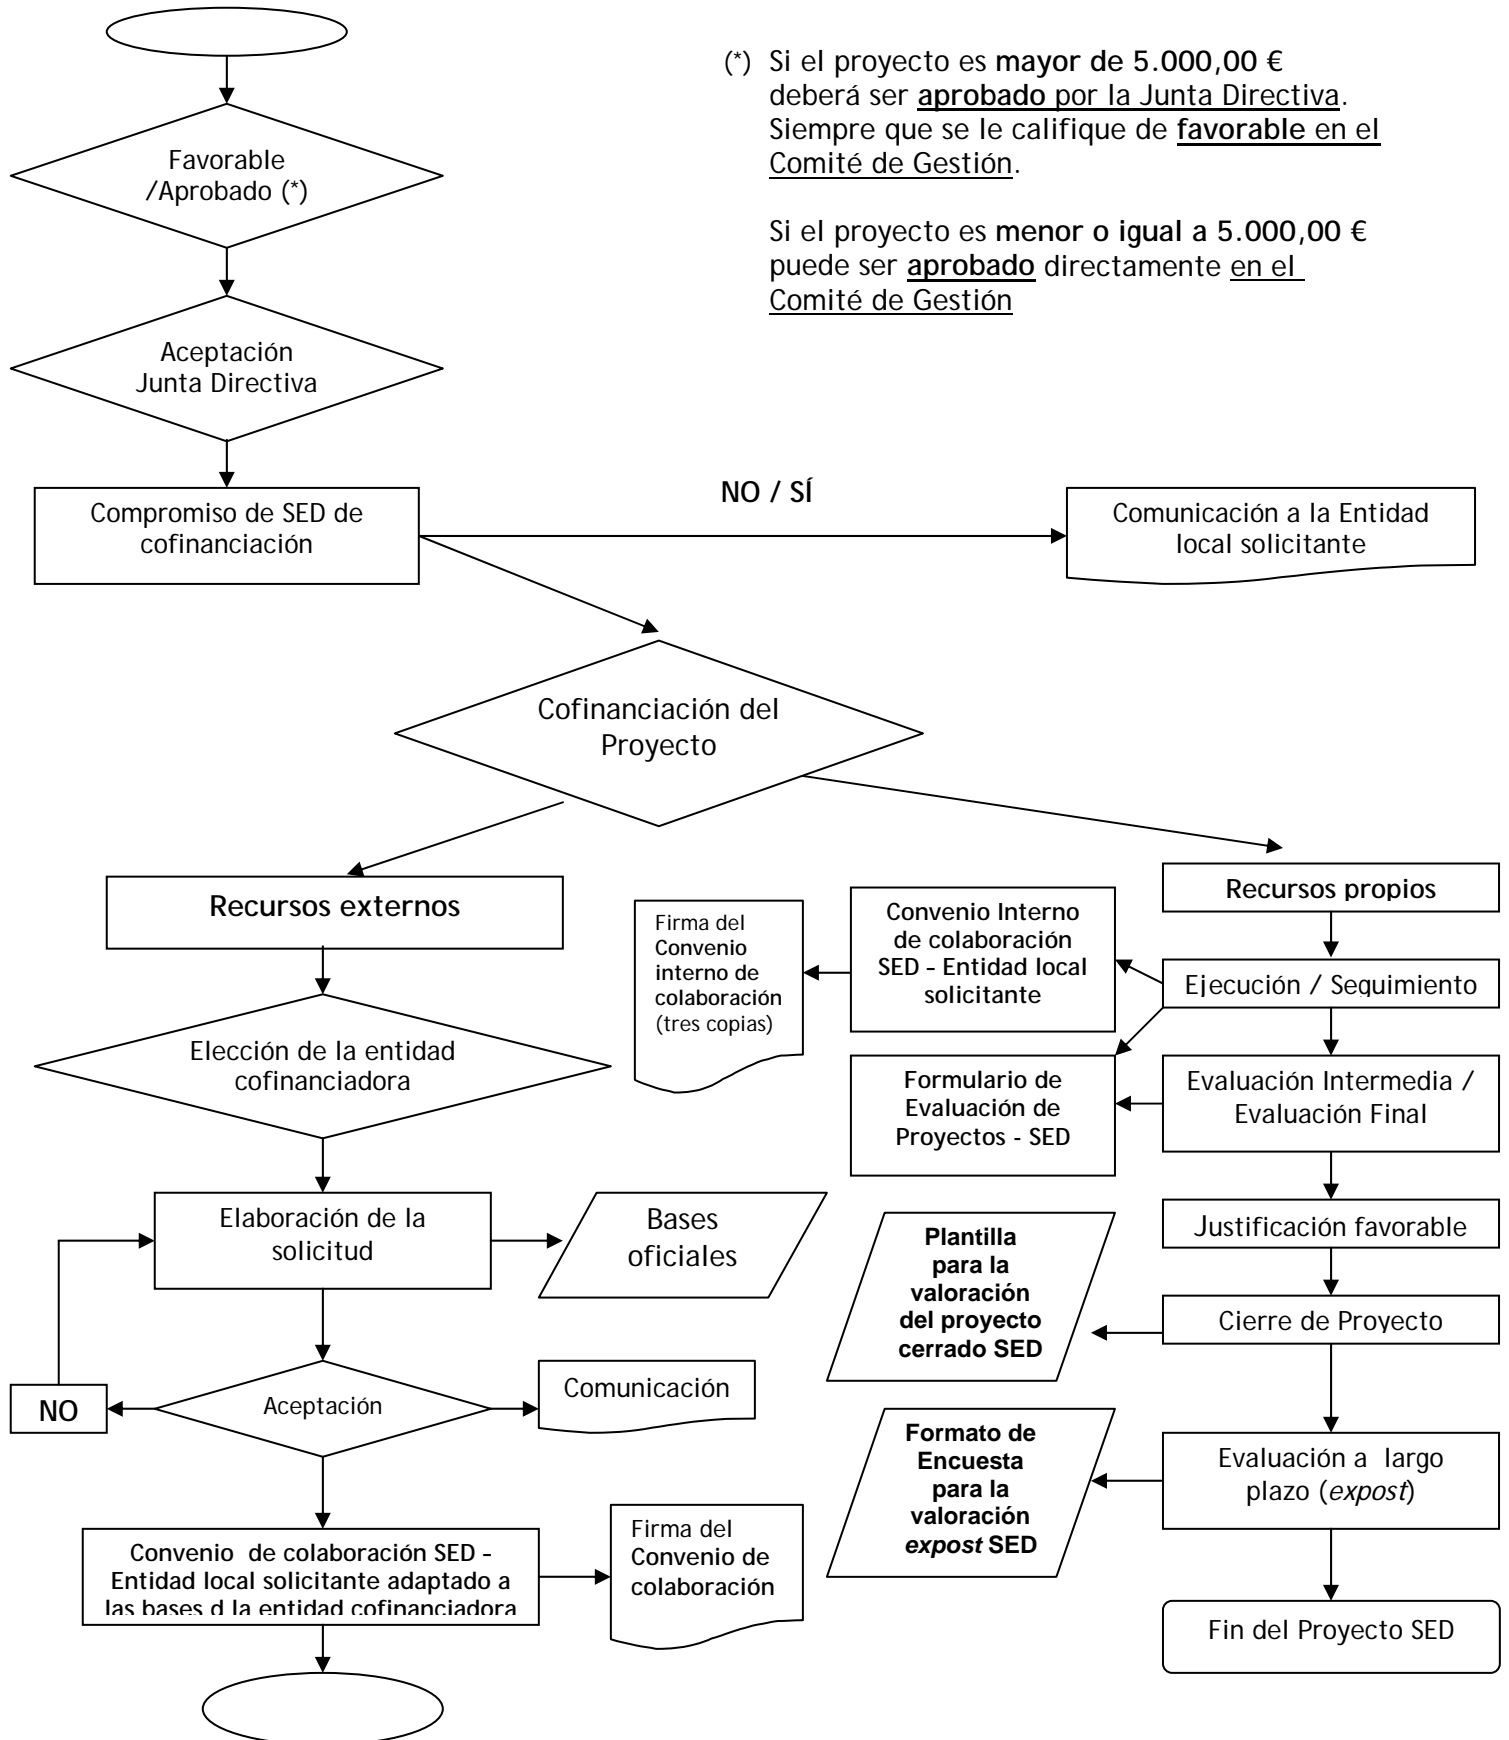 (*) Si el proyecto es mayor de 5.000,00 €
deberá ser aprobado por la Junta Directiva.
Siempre que se le califique de favorable en el
Comité de Gestión.
Si el proyecto es menor o igual a 5.000,00 €
puede ser aprobado directamente en el
Comité de Gestión
Favorable
/Aprobado (*)
Aceptación
Junta Directiva
Compromiso de SED de
cofinanciación
NO / SÍ
Comunicación a la Entidad
local solicitante
Cofinanciación del
Proyecto
Recursos externos
Elección de la entidad
cofinanciadora
Elaboración de la
solicitud
Bases
oficiales
NO
Aceptación
Comunicación
Convenio de colaboración SED –
Entidad local solicitante adaptado a
las bases d la entidad cofinanciadora
Firma del
Convenio de
colaboración
Recursos propios
Ejecución / Seguimiento
Convenio Interno
de colaboración
SED – Entidad local
solicitante
Firma del
Convenio
interno de
colaboración
(tres copias)
Formulario de
Evaluación de
Proyectos - SED
Evaluación Intermedia /
Evaluación Final
Justificación favorable
Cierre de Proyecto
Plantilla
para la
valoración
del proyecto
cerrado SED
Evaluación a largo
plazo (expost)
Formato de
Encuesta
para la
valoración
expost SED
Fin del Proyecto SED